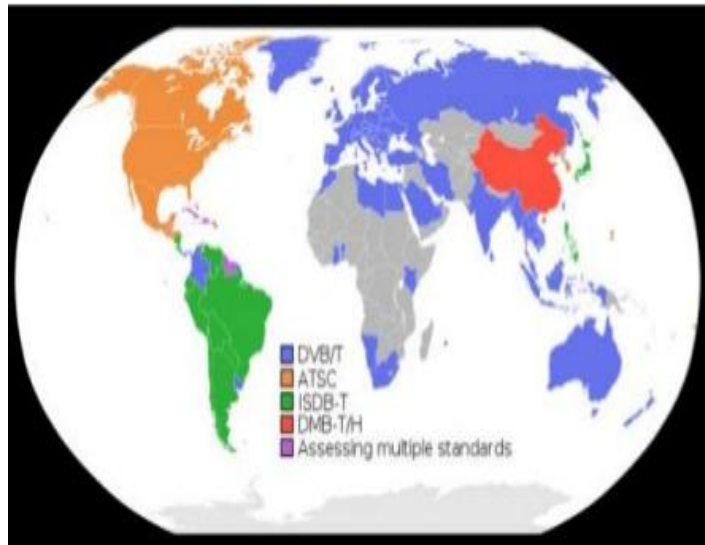 DVB/T
ATSC
ISDB-T
DMB-T/H
Assessing multiple standards